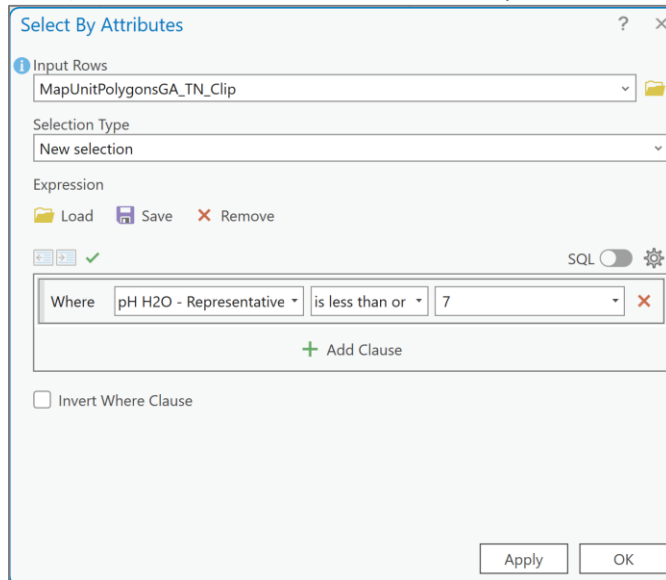 Select By Attributes ? ×
Input Rows
MapUnitPolygonsGA_TN_Clip
Selection Type
New selection
Expression
Load Save Remove
SQL
Where pH H2O - Representative is less than or 7
Add Clause
Invert Where Clause
Apply OK